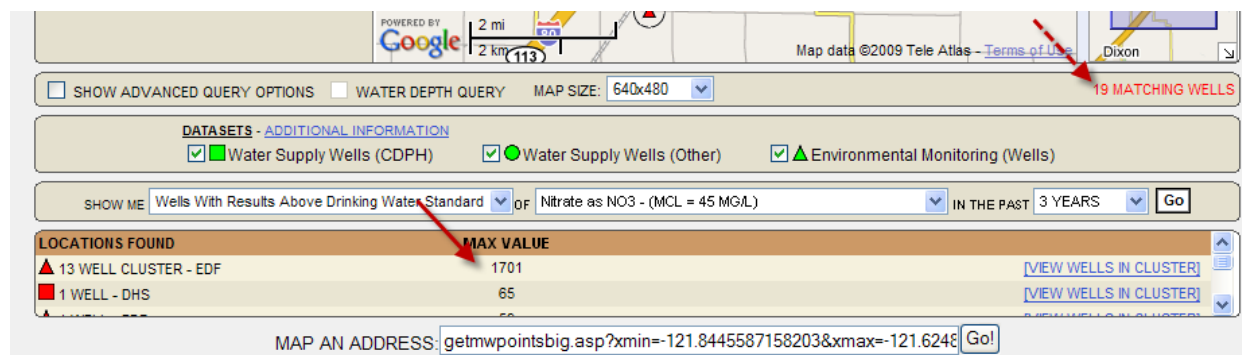 POWERED BY
Google
2 mi
80
2 km
113
Map data ©2009 Tele Atlas - Terms of Use
Dixon
SHOW ADVANCED QUERY OPTIONS WATER DEPTH QUERY MAP SIZE: 640x480 19 MATCHING WELLS
DATASETS - ADDITIONAL INFORMATION
Water Supply Wells (CDPH) Water Supply Wells (Other) Environmental Monitoring (Wells)
SHOW ME Wells With Results Above Drinking Water Standard OF Nitrate as NO3 - (MCL = 45 MG/L) IN THE PAST 3 YEARS Go
LOCATIONS FOUND MAX VALUE
13 WELL CLUSTER - EDF 1701 [VIEW WELLS IN CLUSTER]
1 WELL - DHS 65 [VIEW WELLS IN CLUSTER]
MAP AN ADDRESS: getmwpointsbig.asp?xmin=-121.8445587158203&xmax=-121.6248 Go!